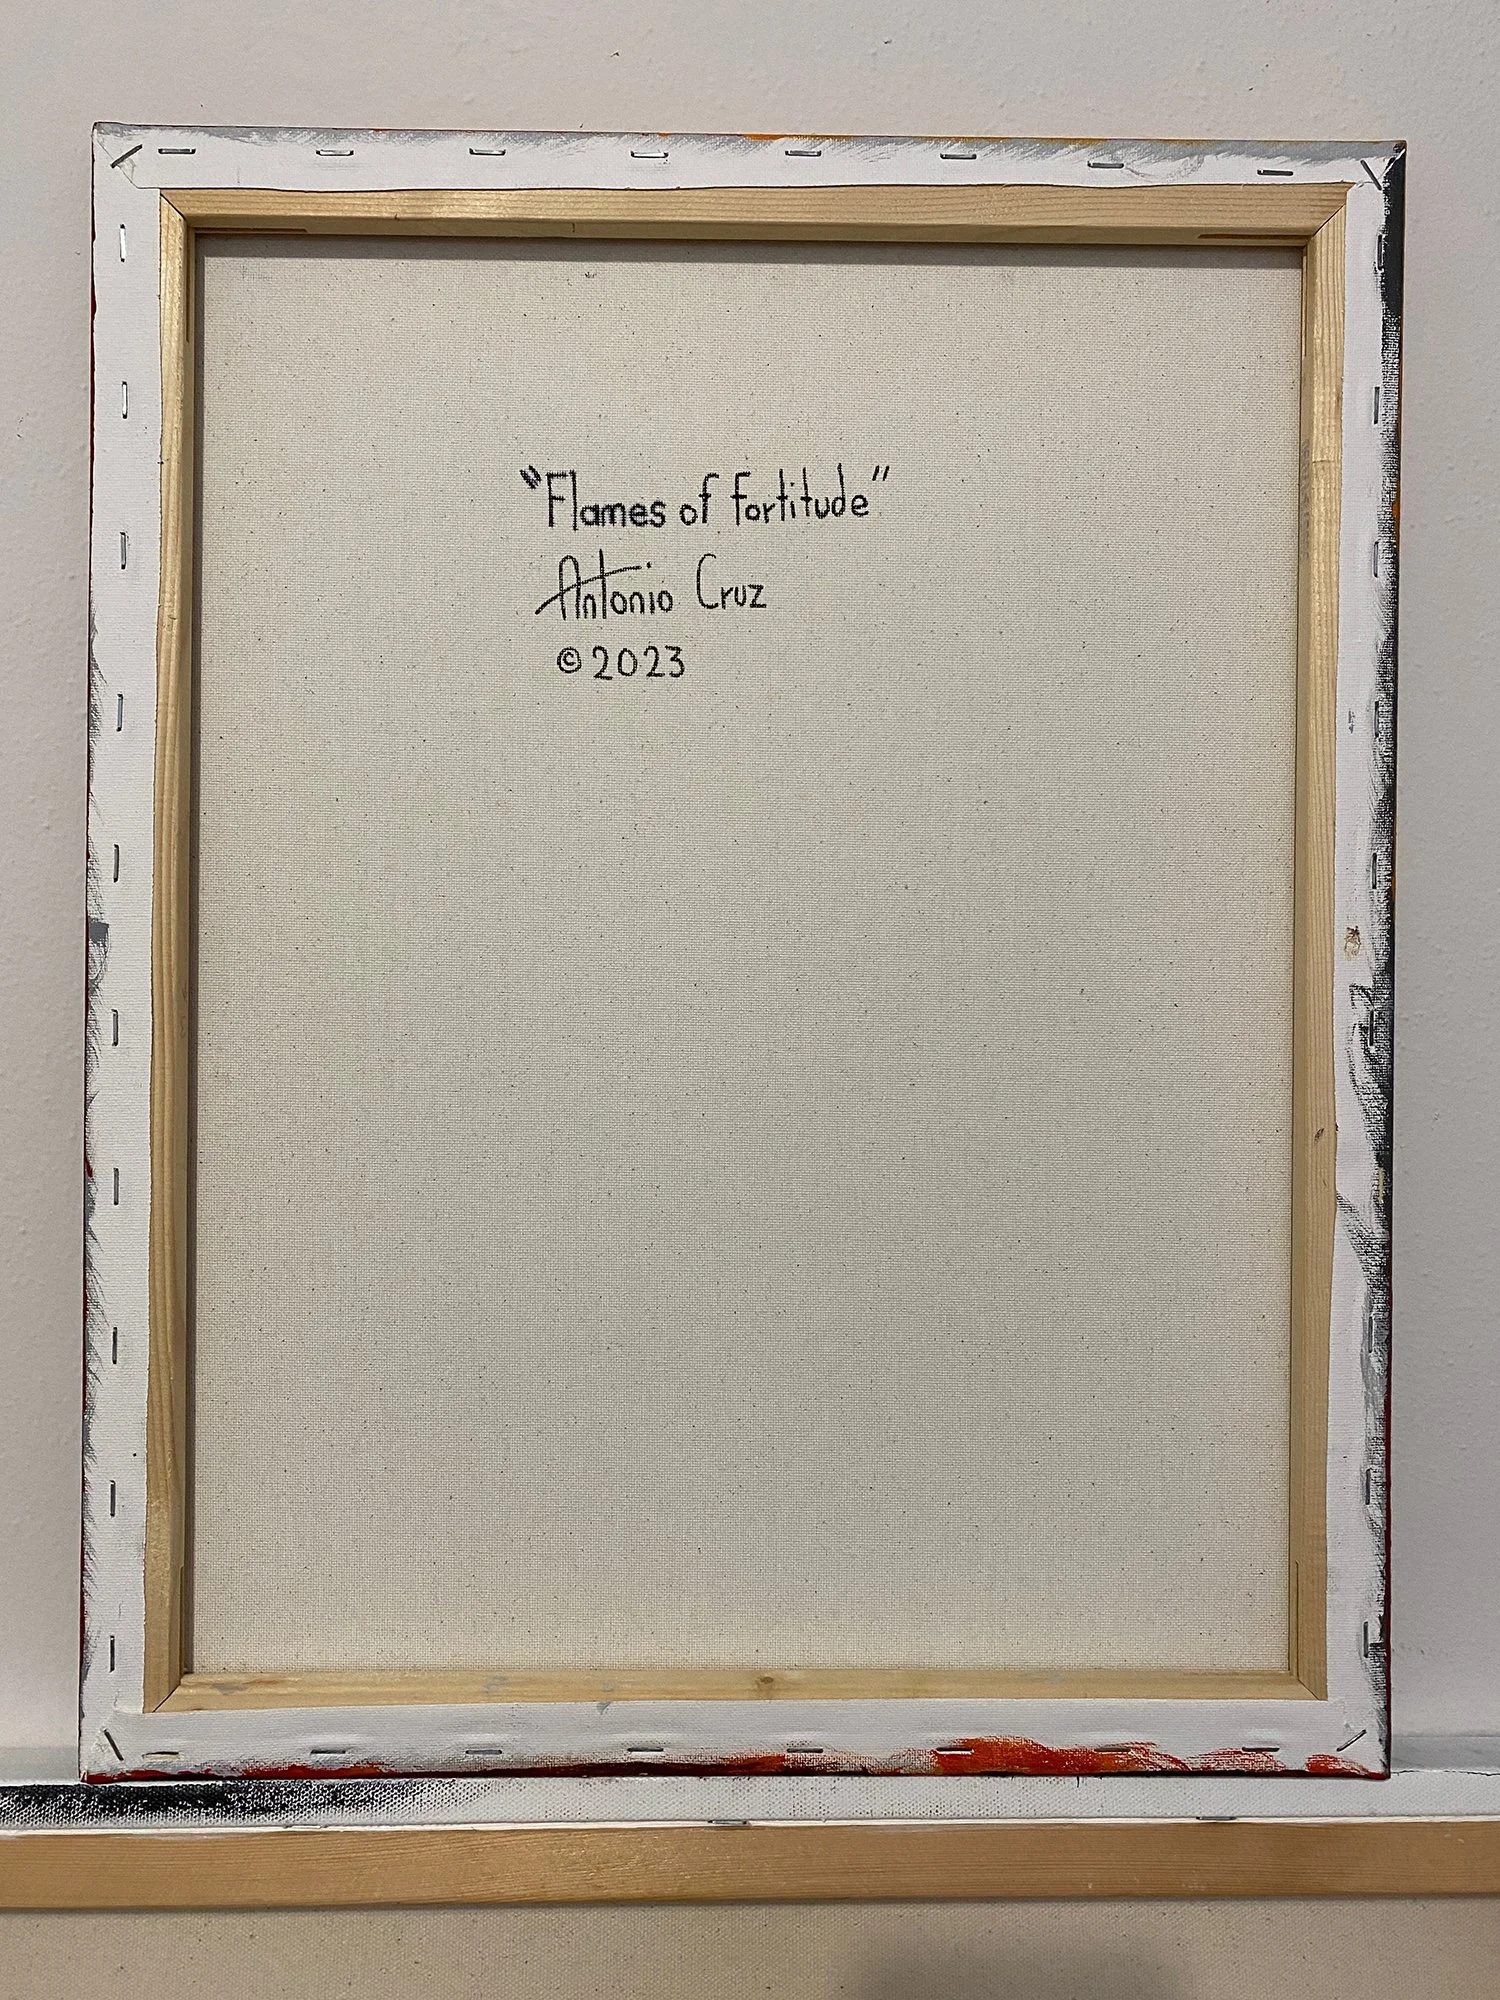 "Flames of Fortitude"
Antonio Cruz
©2023